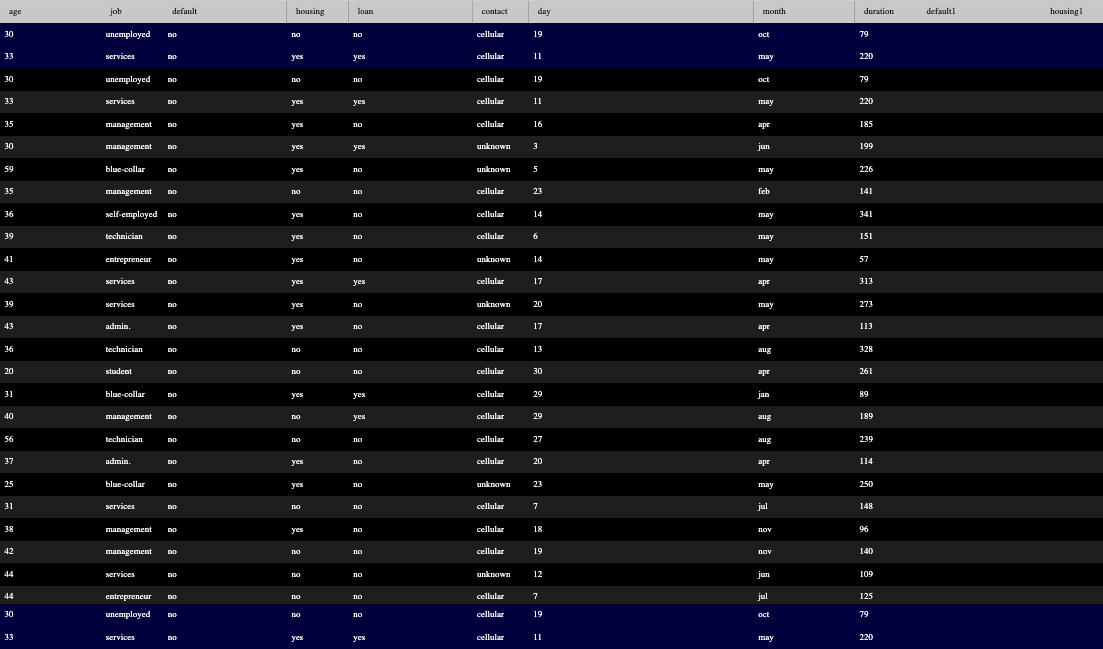 age job default housing loan contact day month duration default1 housing1
30 unemployed no no no cellular 19 oct 79
33 services no yes yes cellular 11 may 220
30 unemployed no no no cellular 19 oct 79
33 services no yes yes cellular 11 may 220
35 management no yes no cellular 16 apr 185
30 management no yes yes unknown 3 jun 199
59 blue-collar no yes no unknown 5 may 226
35 management no no no cellular 23 feb 141
36 self-employed no yes no cellular 14 may 341
39 technician no yes no cellular 6 may 151
41 entrepreneur no yes no unknown 14 may 57
43 services no yes yes cellular 17 apr 313
39 services no yes no unknown 20 may 273
43 admin. no yes no cellular 17 apr 113
36 technician no no no cellular 13 aug 328
20 student no no no cellular 30 apr 261
31 blue-collar no yes yes cellular 29 jan 89
40 management no no yes cellular 29 aug 189
56 technician no no no cellular 27 aug 239
37 admin. no yes no cellular 20 apr 114
25 blue-collar no yes no unknown 23 may 250
31 services no no no cellular 7 jul 148
38 management no yes no cellular 18 nov 96
42 management no no no cellular 19 nov 140
44 services no no no unknown 12 jun 109
44 entrepreneur no no no cellular 7 jul 125
30 unemployed no no no cellular 19 oct 79
33 services no yes yes cellular 11 may 220